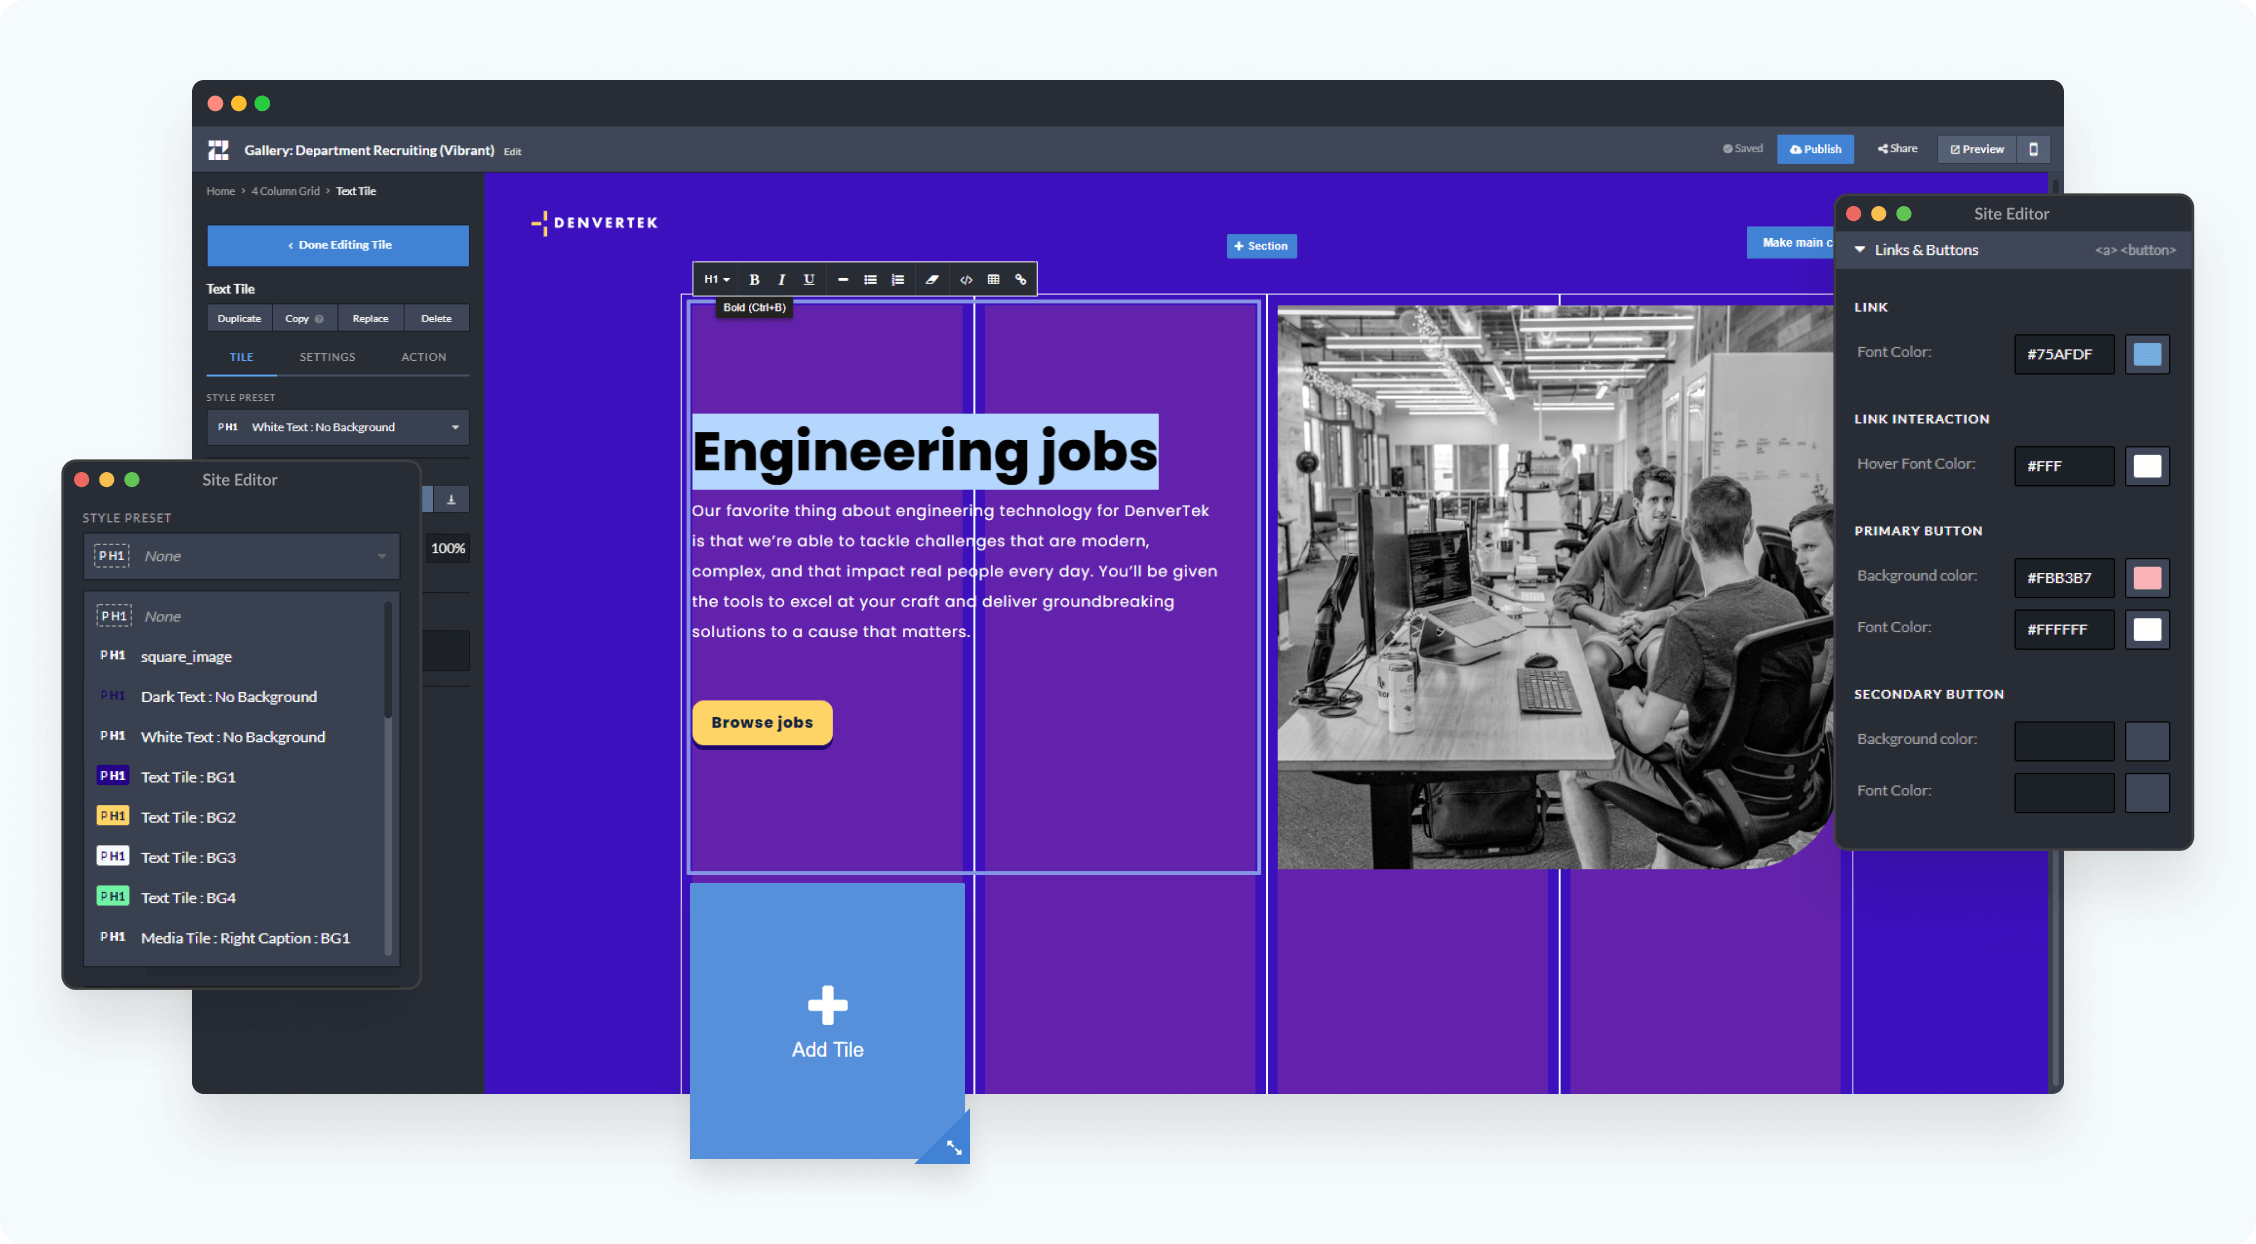 Gallery: Department Recruiting (Vibrant) Edit
Saved
Publish
Share
Preview
Home > 4 Column Grid > Text Tile
‹ Done Editing Tile
Text Tile
Duplicate
Copy
Replace
Delete
TILE
SETTINGS
ACTION
STYLE PRESET
PH1 White Text : No Background
100%
Site Editor
STYLE PRESET
PH1 None
PH1 None
PH1 square_image
PH1 Dark Text : No Background
PH1 White Text : No Background
PH1 Text Tile : BG1
PH1 Text Tile : BG2
PH1 Text Tile : BG3
PH1 Text Tile : BG4
PH1 Media Tile : Right Caption : BG1
DENVERTEK
+ Section
Make main c
H1 B I U
Bold (Ctrl+B)
Engineering jobs
Our favorite thing about engineering technology for DenverTek
is that we’re able to tackle challenges that are modern,
complex, and that impact real people every day. You’ll be given
the tools to excel at your craft and deliver groundbreaking
solutions to a cause that matters.
Browse jobs
Add Tile
Site Editor
Links & Buttons <a> <button>
LINK
Font Color: #75AFDF
LINK INTERACTION
Hover Font Color: #FFF
PRIMARY BUTTON
Background color: #FBB3B7
Font Color: #FFFFFF
SECONDARY BUTTON
Background color:
Font Color: